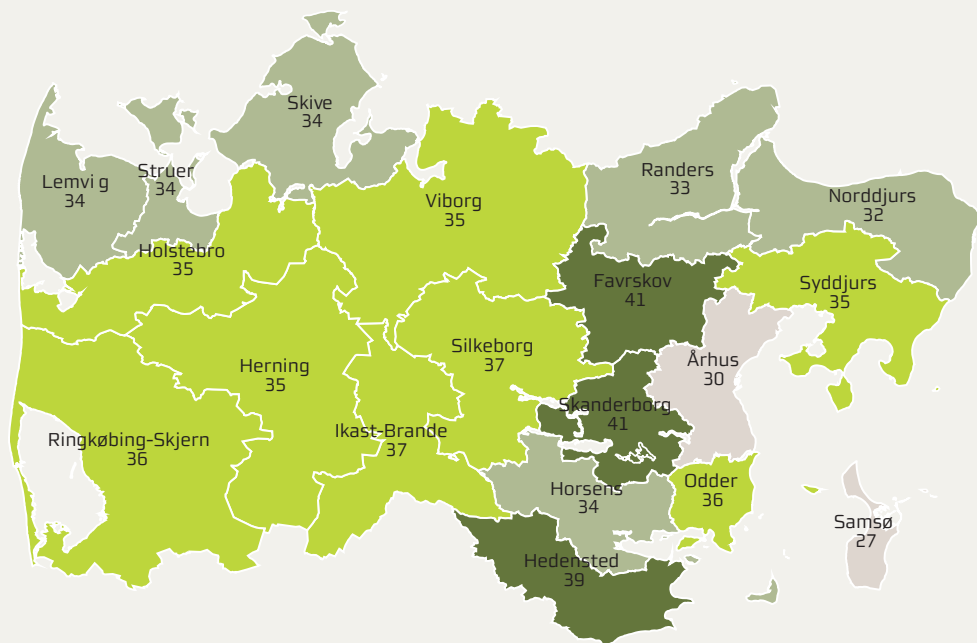 Skive
34
Lemvi g
34
Struer
34
Randers
33
Norddjurs
32
Viborg
35
Holstebro
35
Favrskov
41
Syddjurs
35
Silkeborg
37
Herning
35
Århus
30
Skanderborg
41
Ringkøbing-Skjern
36
Ikast-Brande
37
Odder
36
Horsens
34
Samsø
27
Hedensted
39